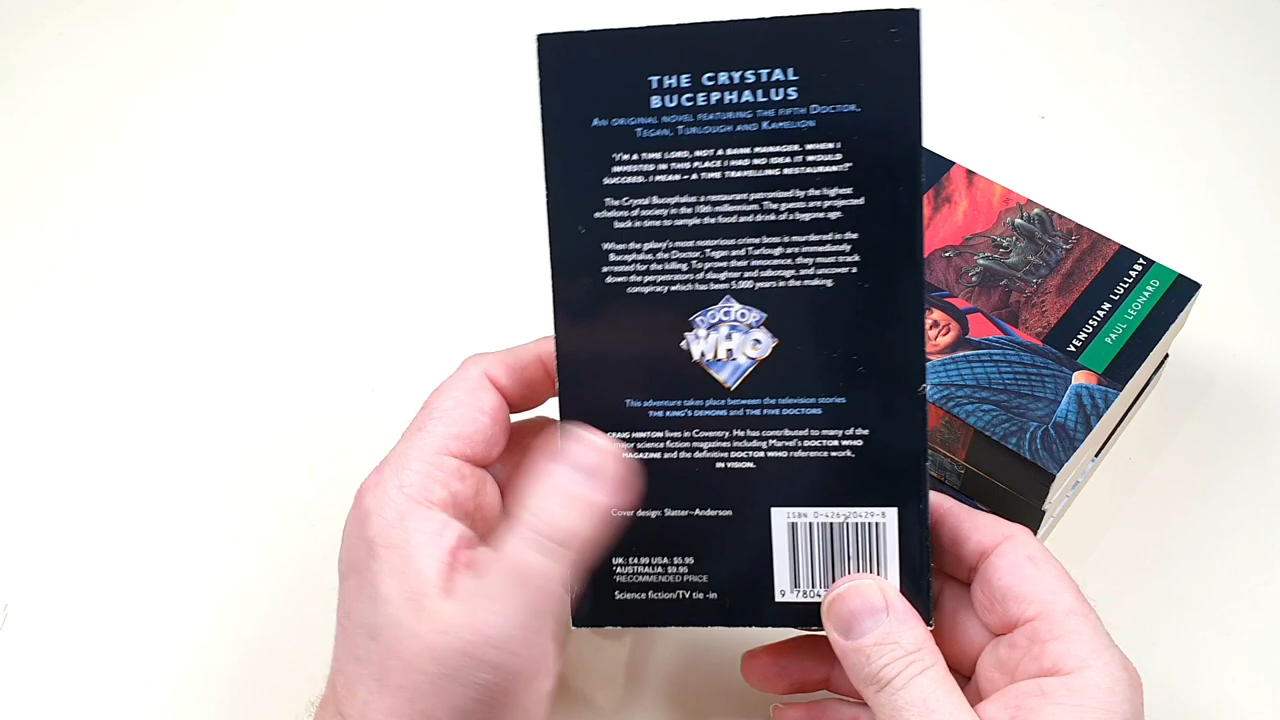 THE CRYSTAL
BUCEPHALUS
AN ORIGINAL NOVEL FEATURING THE FIFTH DOCTOR,
TEGAN, TURLOUGH AND KAMELION
"I'M A TIME LORD, NOT A BANK MANAGER. WHEN I
INVESTED IN THIS PLACE I HAD NO IDEA IT WOULD
SUCCEED. I MEAN – A TIME TRAVELLING RESTAURANT?"
The Crystal Bucephalus: a restaurant patronized by the highest
echelons of society in the 10th millennium. The guests are projected
back in time to sample the food and drink of a bygone age.
When the galaxy's most notorious crime boss is murdered in the
Bucephalus, the Doctor, Tegan and Turlough are immediately
arrested for the killing. To prove their innocence, they must track
down the perpetrators of slaughter and sabotage, and uncover a
conspiracy which has been 5,000 years in the making.
DOCTOR
WHO
This adventure takes place between the television stories
THE KING'S DEMONS and THE FIVE DOCTORS
CRAIG HINTON lives in Coventry. He has contributed to many of the
major science fiction magazines including Marvel's DOCTOR WHO
MAGAZINE and the definitive DOCTOR WHO reference work,
IN VISION.
Cover design: Slatter~Anderson
ISBN 0-426-20429-8
UK: £4.99 USA: $5.95
*AUSTRALIA: $9.95
*RECOMMENDED PRICE
Science fiction/TV tie -in
9 7804
VENUSIAN LULLABY
PAUL LEONARD